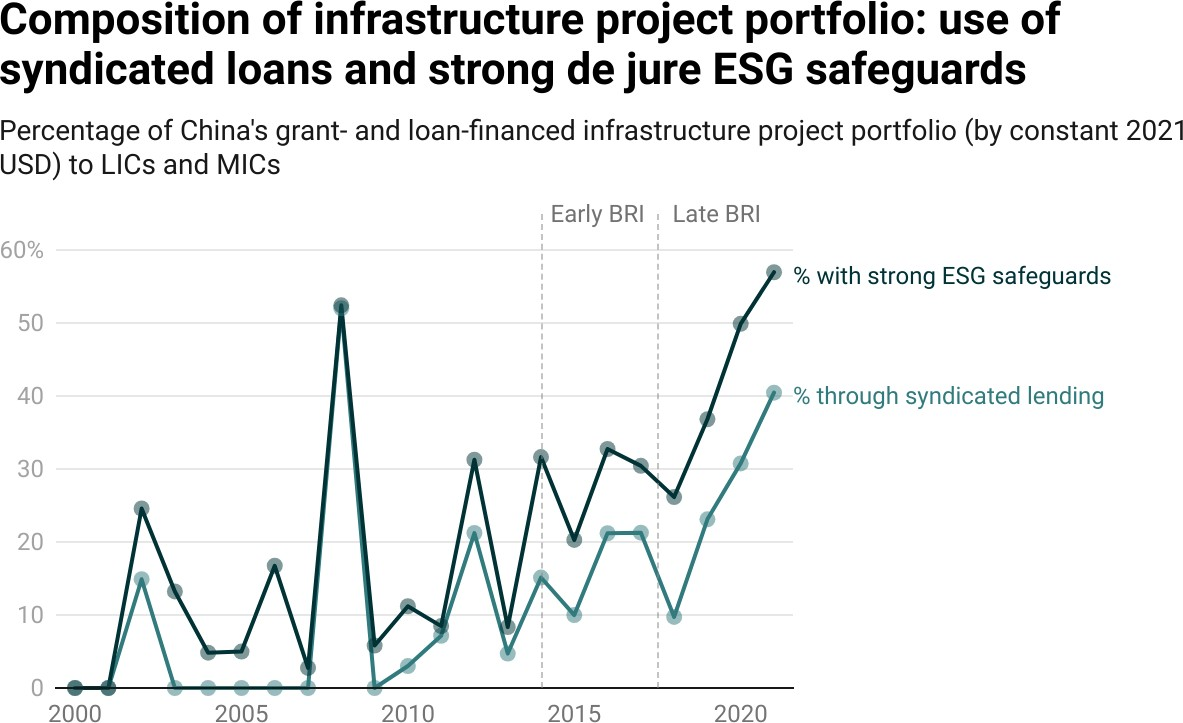 Composition of infrastructure project portfolio: use of
syndicated loans and strong de jure ESG safeguards
Percentage of China's grant- and loan-financed infrastructure project portfolio (by constant 2021
USD) to LICs and MICs
Early BRI
Late BRI
60%
% with strong ESG safeguards
50
40
% through syndicated lending
30
20
10
0
2000
2005
2010
2015
2020